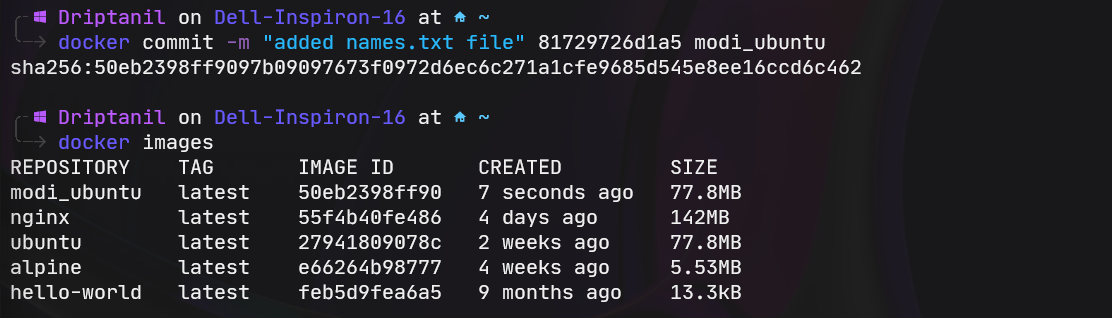 Driptanil on Dell-Inspiron-16 at ~
docker commit -m "added names.txt file" 81729726d1a5 modi_ubuntu
sha256:50eb2398ff9097b09097673f0972d6ec6c271a1cfe9685d545e8ee16ccd6c462
Driptanil on Dell-Inspiron-16 at ~
docker images
REPOSITORY TAG IMAGE ID CREATED SIZE
modi_ubuntu latest 50eb2398ff90 7 seconds ago 77.8MB
nginx latest 55f4b40fe486 4 days ago 142MB
ubuntu latest 27941809078c 2 weeks ago 77.8MB
alpine latest e66264b98777 4 weeks ago 5.53MB
hello-world latest feb5d9fea6a5 9 months ago 13.3kB